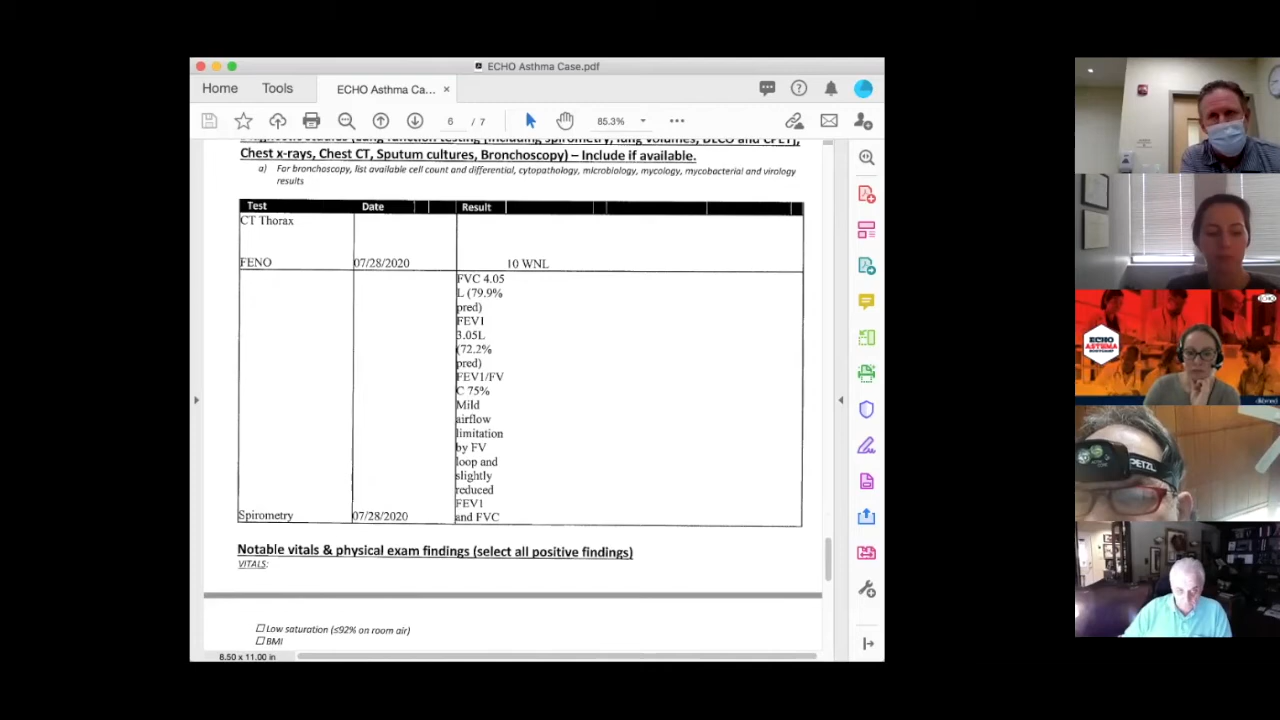 ECHO Asthma Case.pdf
Home Tools ECHO Asthma Ca... ×
6 / 7 85.3%
Chest x-rays, Chest CT, Sputum cultures, Bronchoscopy) – Include if available.
a) For bronchoscopy, list available cell count and differential, cytopathology, microbiology, mycology, mycobacterial and virology
results
Test Date Result
CT Thorax
FENO 07/28/2020 10 WNL
FVC 4.05
L (79.9%
pred)
FEV1
3.05L
(72.2%
pred)
FEV1/FV
C 75%
Mild
airflow
limitation
by FV
loop and
slightly
reduced
FEV1
Spirometry 07/28/2020 and FVC
Notable vitals & physical exam findings (select all positive findings)
VITALS:
☐ Low saturation (≤92% on room air)
☐ BMI
8.50 x 11.00 in
ECHO
ECHO
ASTHMA
PETZL